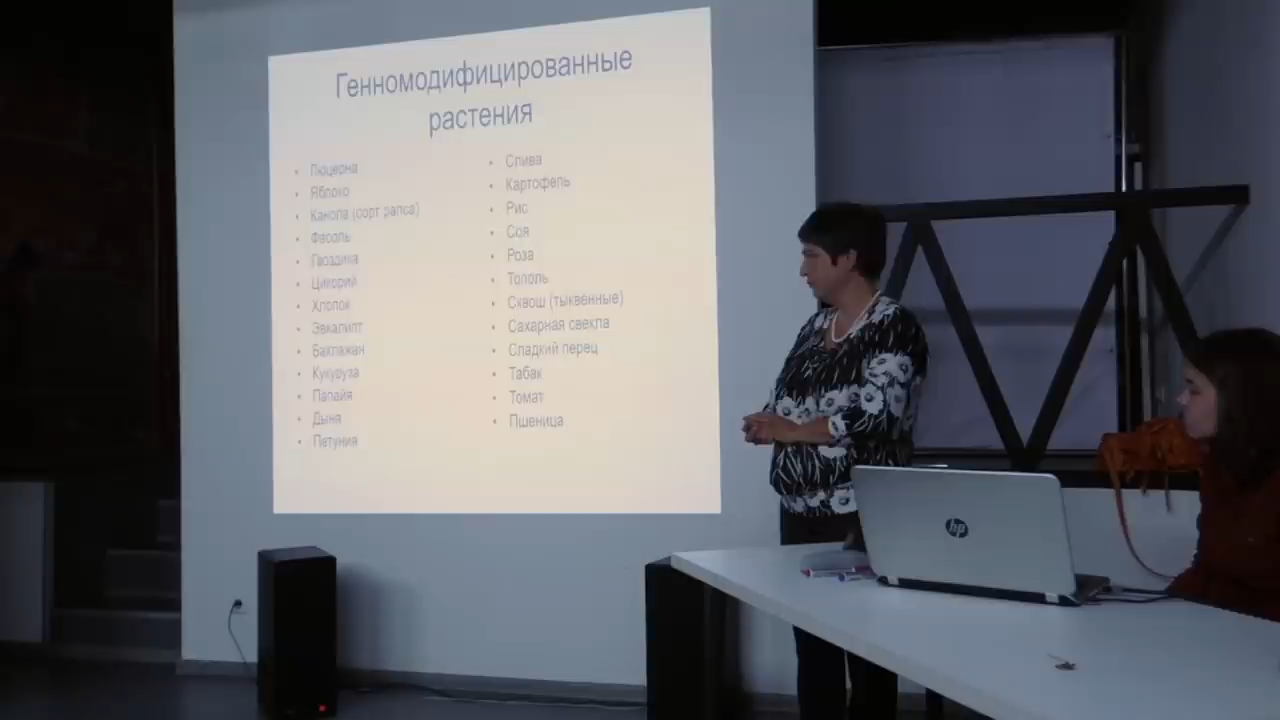 Генномодифицированные
растения
Люцерна
Яблоко
Канола (сорт рапса)
Фасоль
Гвоздика
Цикорий
Хлопок
Эвкалипт
Баклажан
Кукуруза
Папайя
Дыня
Петуния
Слива
Картофель
Рис
Соя
Роза
Тополь
Сквош (тыквенные)
Сахарная свекла
Сладкий перец
Табак
Томат
Пшеница
hp